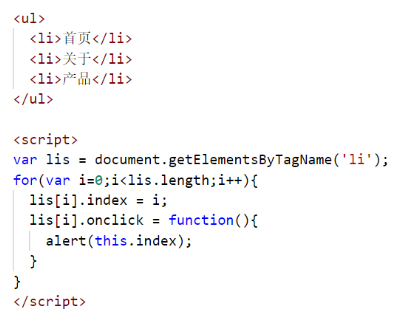 <ul>
<li>首页</li>
<li>关于</li>
<li>产品</li>
</ul>
<script>
var lis = document.getElementsByTagName('li');
for(var i=0;i<lis.length;i++){
lis[i].index = i;
lis[i].onclick = function(){
alert(this.index);
}
}
</script>